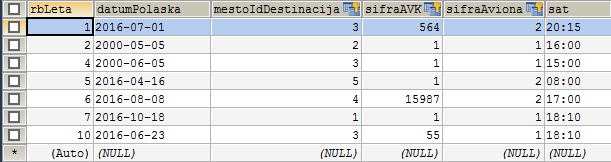 rbLeta datumPolaska mestoIdDestinacija sifraAVK sifraAviona sat
1 2016-07-01 3 564 2 20:15
2 2000-05-05 2 1 1 16:00
4 2000-06-05 3 1 1 15:00
5 2016-04-16 5 1 2 08:00
6 2016-08-08 4 15987 2 17:00
7 2016-10-18 1 1 1 18:10
10 2016-06-23 3 55 1 18:10
* (Auto) (NULL) (NULL) (NULL) (NULL) (NULL)